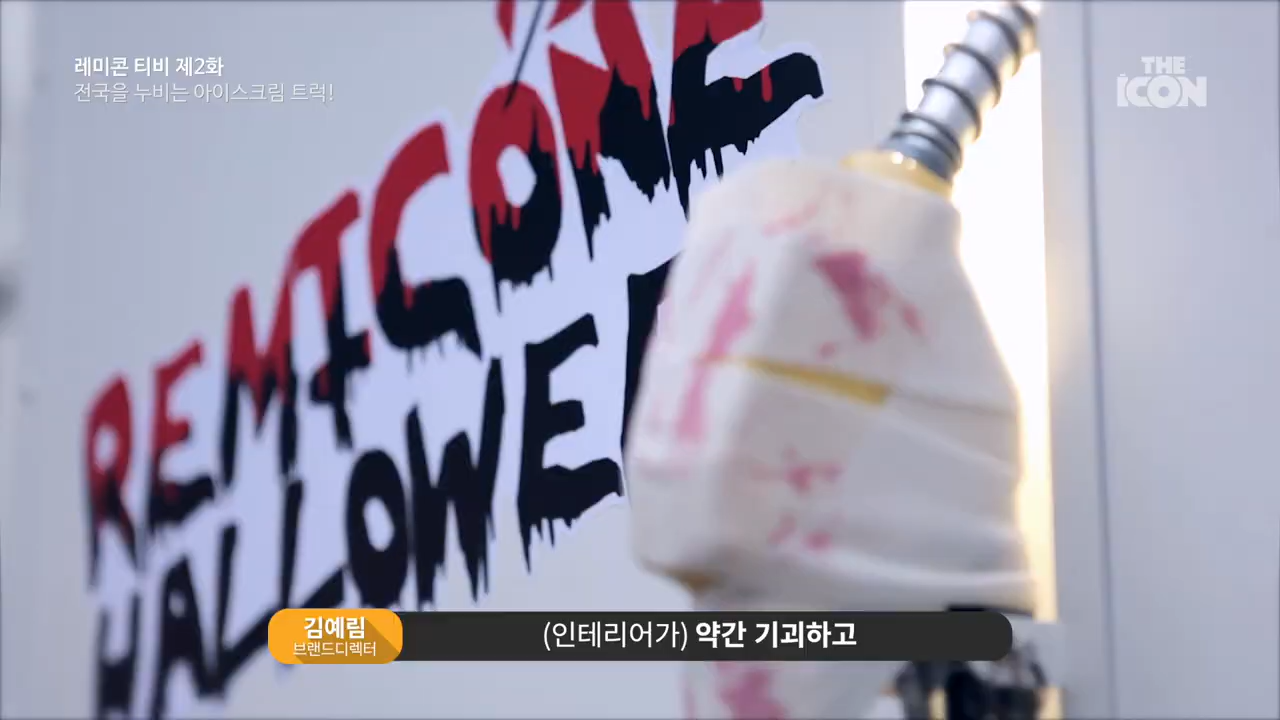 레미콘 티비 제2화
전국을 누비는 아이스크림 트럭!
THE
ICON
REMICONE
HALLOWE
김예림
브랜드디렉터
(인테리어가) 약간 기괴하고